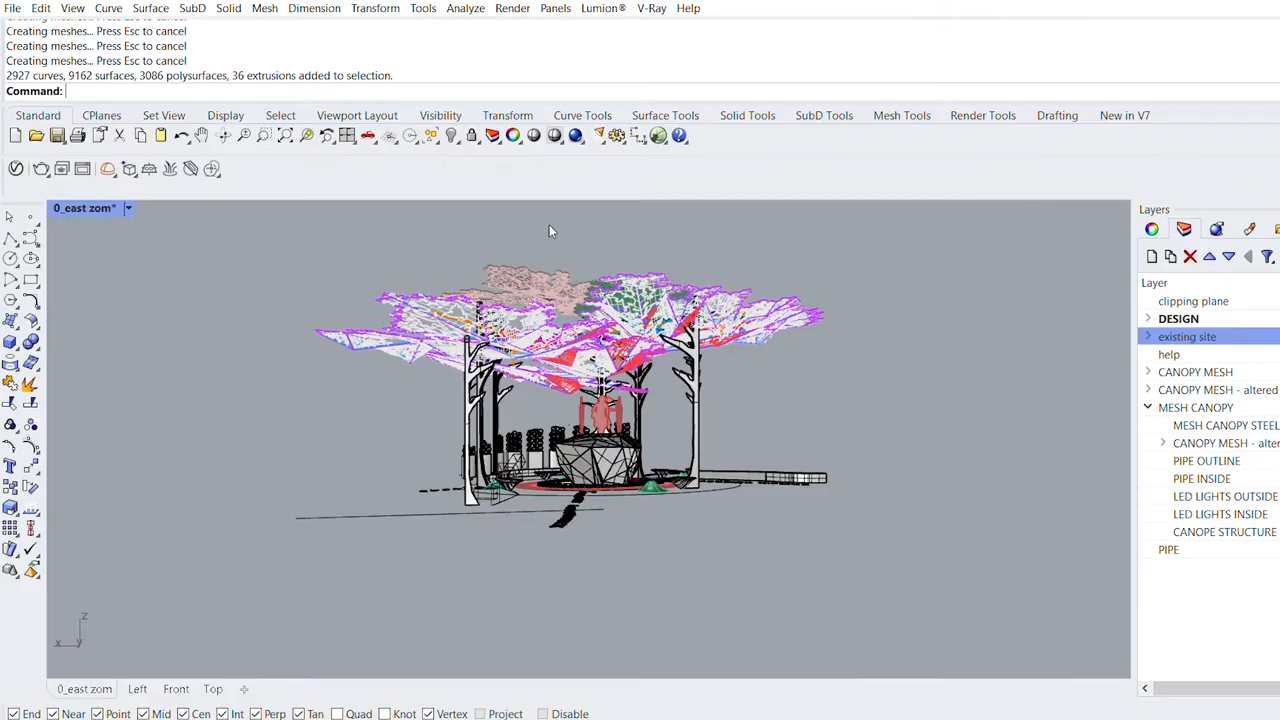 File Edit View Curve Surface SubD Solid Mesh Dimension Transform Tools Analyze Render Panels Lumion® V-Ray Help
Creating meshes... Press Esc to cancel
Creating meshes... Press Esc to cancel
Creating meshes... Press Esc to cancel
2927 curves, 9162 surfaces, 3086 polysurfaces, 36 extrusions added to selection.
Command:
Standard CPlanes Set View Display Select Viewport Layout Visibility Transform Curve Tools Surface Tools Solid Tools SubD Tools Mesh Tools Render Tools Drafting New in V7
0_east zom*
Layers
Layer
clipping plane
DESIGN
existing site
help
CANOPY MESH
CANOPY MESH - altered
MESH CANOPY
MESH CANOPY STEEL
CANOPY MESH - alter
PIPE OUTLINE
PIPE INSIDE
LED LIGHTS OUTSIDE
LED LIGHTS INSIDE
CANOPE STRUCTURE
PIPE
z
x y
0_east zom Left Front Top
End Near Point Mid Cen Int Perp Tan Quad Knot Vertex Project Disable